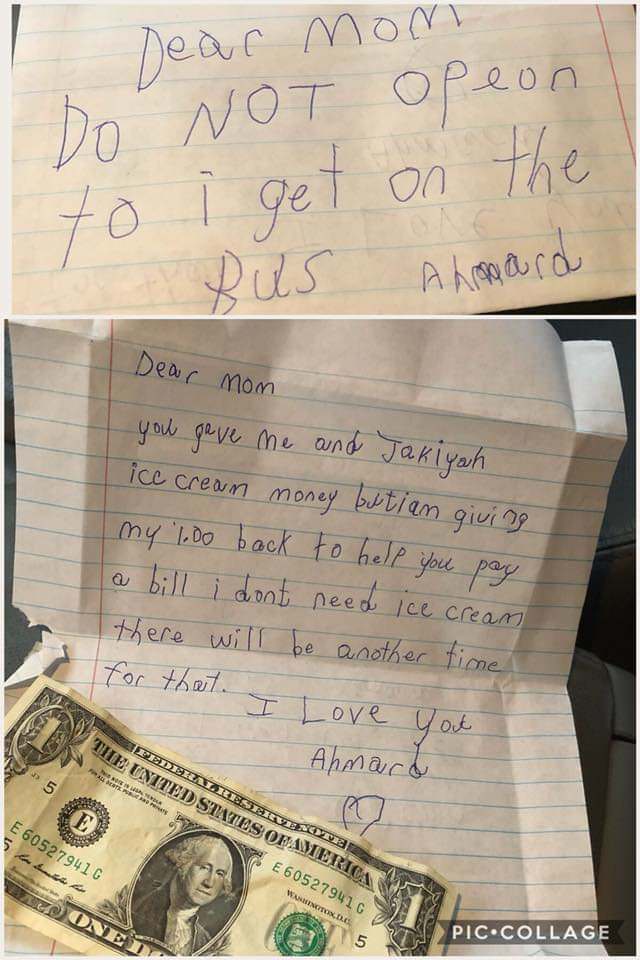 Dear Mom
Do NOT opeon
to i get on the
Bus Ahmard
Dear Mom
you gave me and Jakiyah
ice cream money butiam giving
my 1.00 back to help you pay
a bill i dont need ice cream
there will be another time
for that.
I Love you
Ahmard
FEDERAL RESERVE NOTE
THE UNITED STATES OF AMERICA
THIS NOTE IS LEGAL TENDER
FOR ALL DEBTS, PUBLIC AND PRIVATE
E
5
E 60527941 G
5
E 60527941 G
WASHINGTON, D.C.
5
1
1
ONE
PIC•COLLAGE